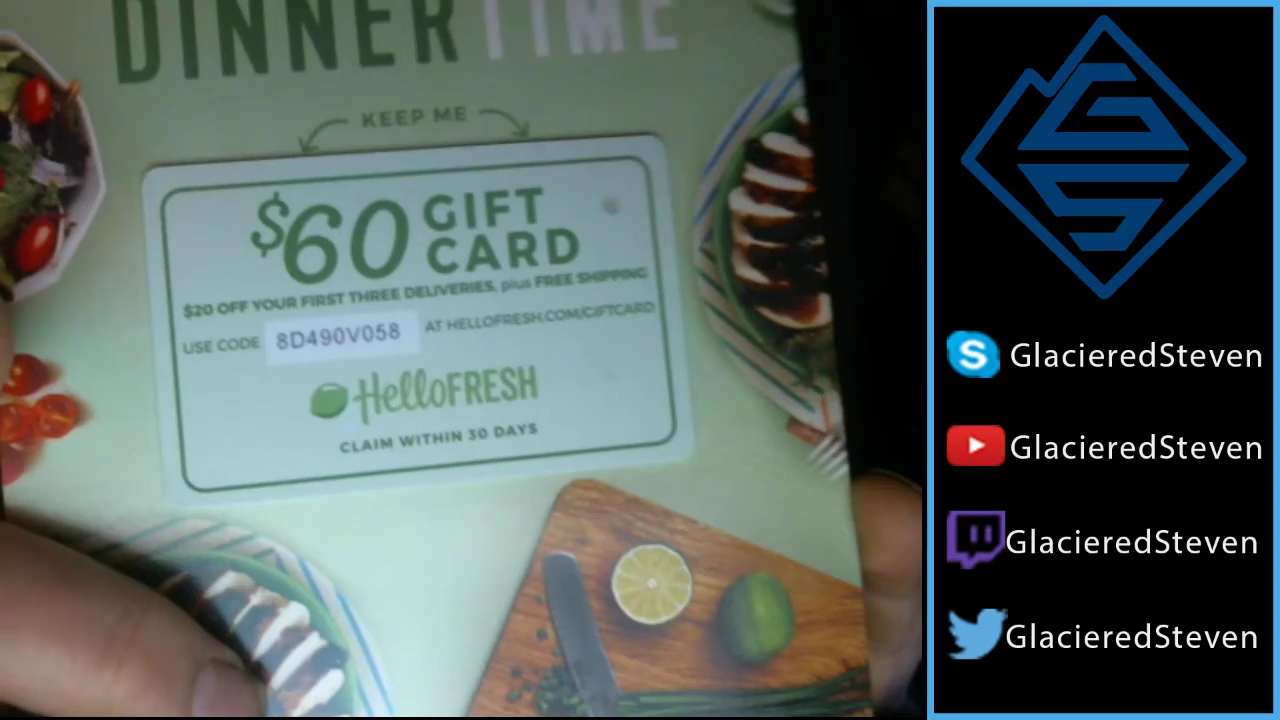 DINNERTIME
KEEP ME
$60 GIFT
CARD
$20 OFF YOUR FIRST THREE DELIVERIES, plus FREE SHIPPING
USE CODE 8D490V058 AT HELLOFRESH.COM/GIFTCARD
HelloFRESH
CLAIM WITHIN 30 DAYS
GS
S GlacieredSteven
GlacieredSteven
GlacieredSteven
GlacieredSteven